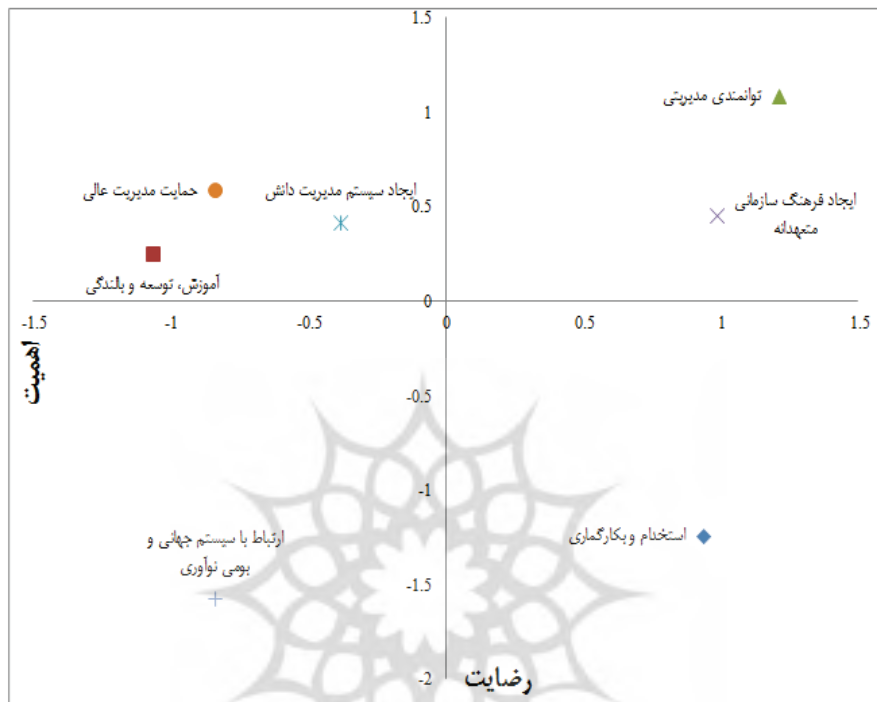 1.5
توانمندی مدیریتی
1
حمایت مدیریت عالی
ایجاد سیستم مدیریت دانش
ایجاد فرهنگ سازمانی
متعهدانه
0.5
آموزش، توسعه و بالندگی
0
-1.5 -1 -0.5 0 0.5 1 1.5
اهمیت
-0.5
-1
استخدام و بکارگماری
ارتباط با سیستم جهانی و
بومی نوآوری
-1.5
-2
رضایت